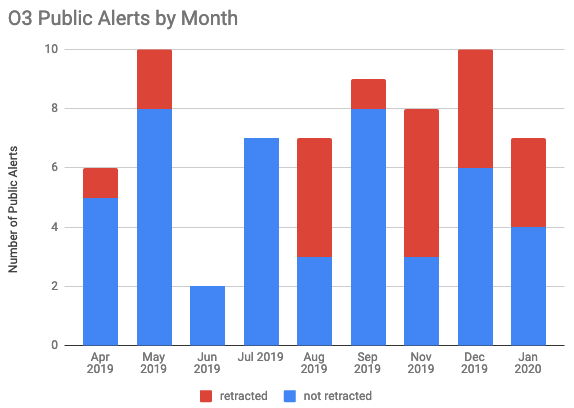 O3 Public Alerts by Month
Number of Public Alerts
10
8
6
4
2
0
Apr 2019
May 2019
Jun 2019
Jul 2019
Aug 2019
Sep 2019
Nov 2019
Dec 2019
Jan 2020
retracted
not retracted